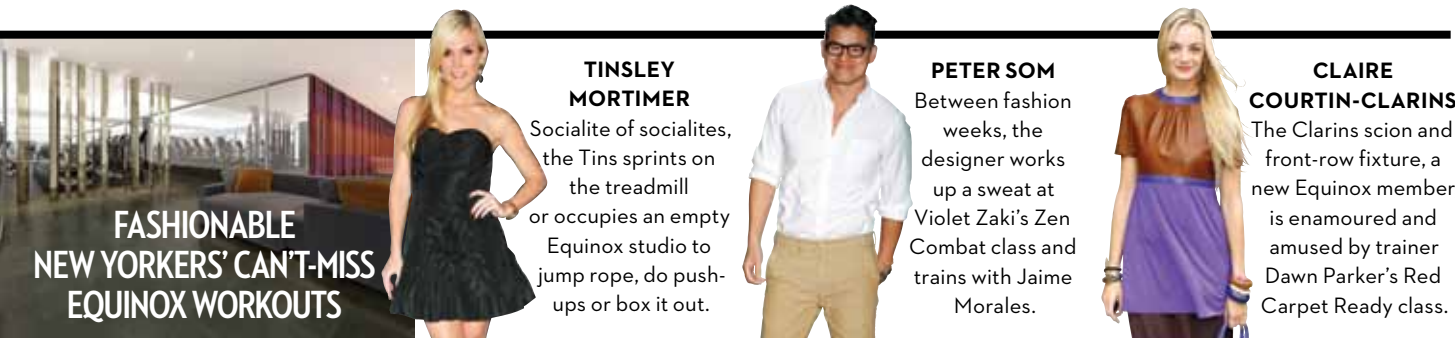 FASHIONABLE
NEW YORKERS' CAN'T-MISS
EQUINOX WORKOUTS
TINSLEY
MORTIMER
Socialite of socialites,
the Tins sprints on
the treadmill
or occupies an empty
Equinox studio to
jump rope, do push-
ups or box it out.
PETER SOM
Between fashion
weeks, the
designer works
up a sweat at
Violet Zaki's Zen
Combat class and
trains with Jaime
Morales.
CLAIRE
COURTIN-CLARINS
The Clarins scion and
front-row fixture, a
new Equinox member
is enamoured and
amused by trainer
Dawn Parker's Red
Carpet Ready class.